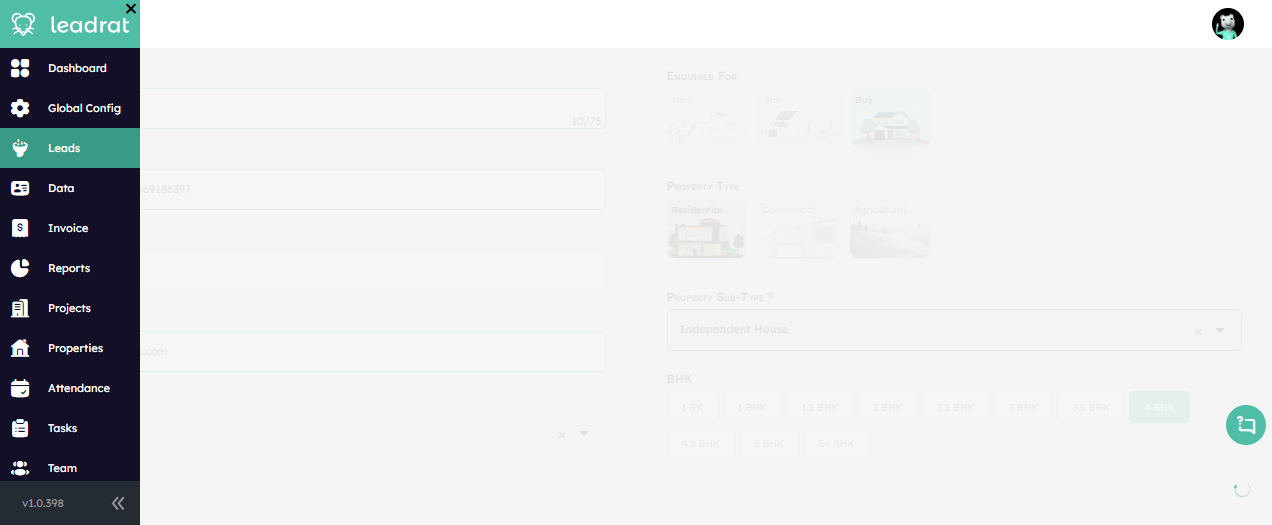 leadrat
Dashboard
Global Config
Leads
Data
Invoice
Reports
Projects
Properties
Attendance
Tasks
Team
v1.0.398
10/75
69186397
.com
Enquired For
Rent
Sale
Buy
Property Type
Residential
Commercial
Agricultural
Property Sub-Type *
Independent House
BHK
1 RK 1 BHK 1.5 BHK 2 BHK 2.5 BHK 3 BHK 3.5 BHK 4 BHK
4.5 BHK 5 BHK 5+ BHK